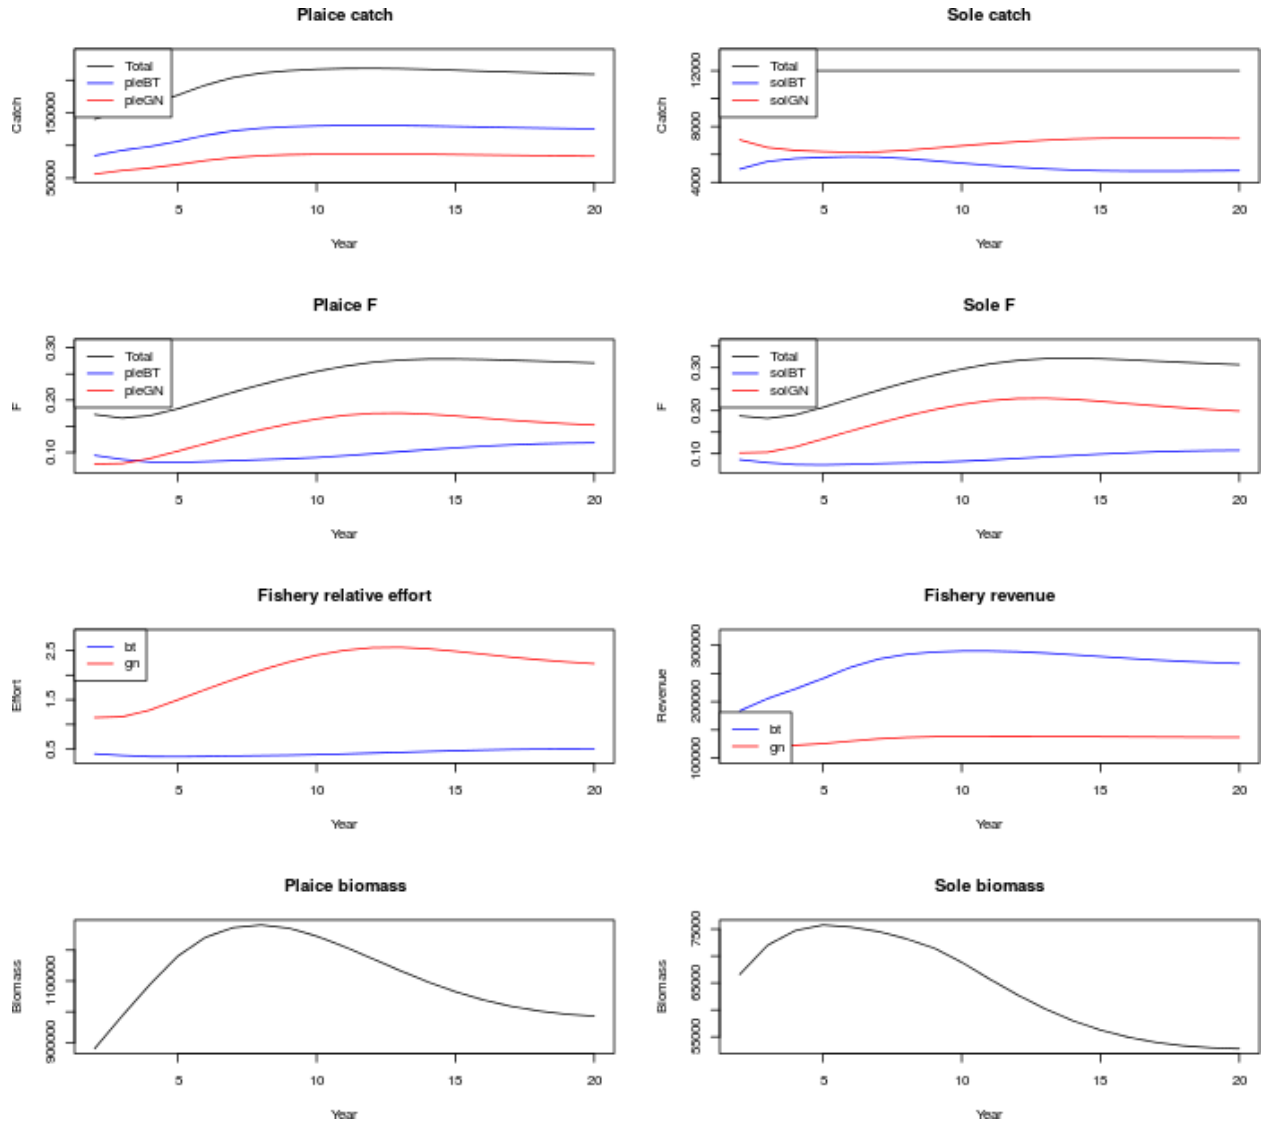 Plaice catch
Total
pleBT
pleGN
Catch
50000 150000
5 10 15 20
Year
Sole catch
Total
solBT
solGN
Catch
4000 8000 12000
5 10 15 20
Year
Plaice F
Total
pleBT
pleGN
F
0.10 0.20 0.30
5 10 15 20
Year
Sole F
Total
solBT
solGN
F
0.10 0.20 0.30
5 10 15 20
Year
Fishery relative effort
bt
gn
Effort
0.5 1.5 2.5
5 10 15 20
Year
Fishery revenue
bt
gn
Revenue
100000 200000 300000
5 10 15 20
Year
Plaice biomass
Biomass
900000 1100000
5 10 15 20
Year
Sole biomass
Biomass
55000 65000 75000
5 10 15 20
Year